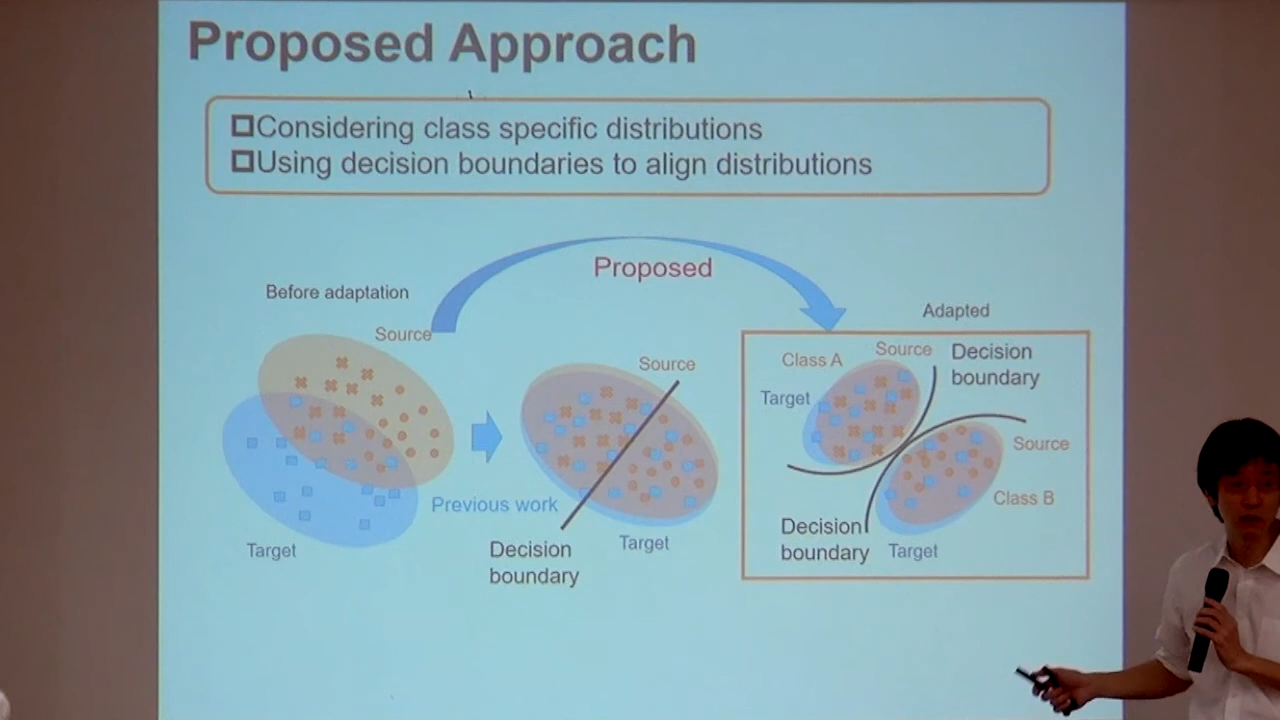 Proposed Approach
Considering class specific distributions
Using decision boundaries to align distributions
Proposed
Before adaptation
Source
Target
Previous work
Source
Decision
boundary
Target
Adapted
Class A
Source
Decision
boundary
Target
Source
Class B
Decision
boundary
Target